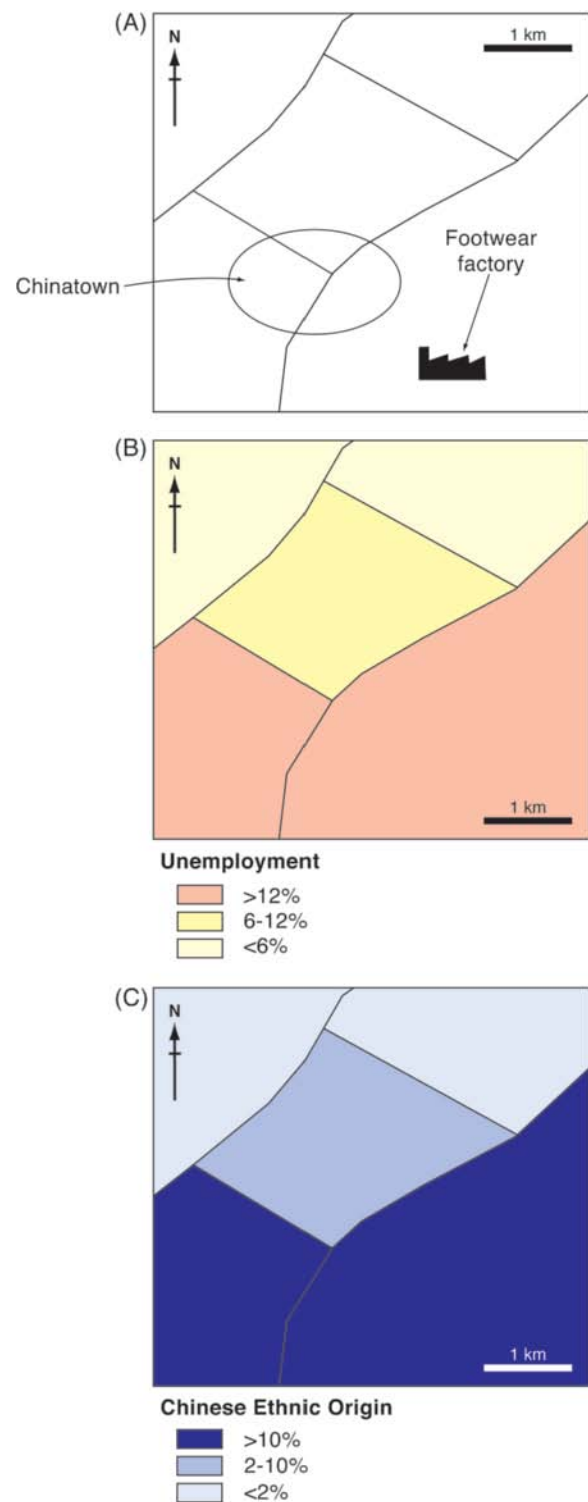 (A)
N
1 km
Footwear
factory
Chinatown
(B)
N
1 km
Unemployment
>12%
6-12%
<6%
(C)
N
1 km
Chinese Ethnic Origin
>10%
2-10%
<2%